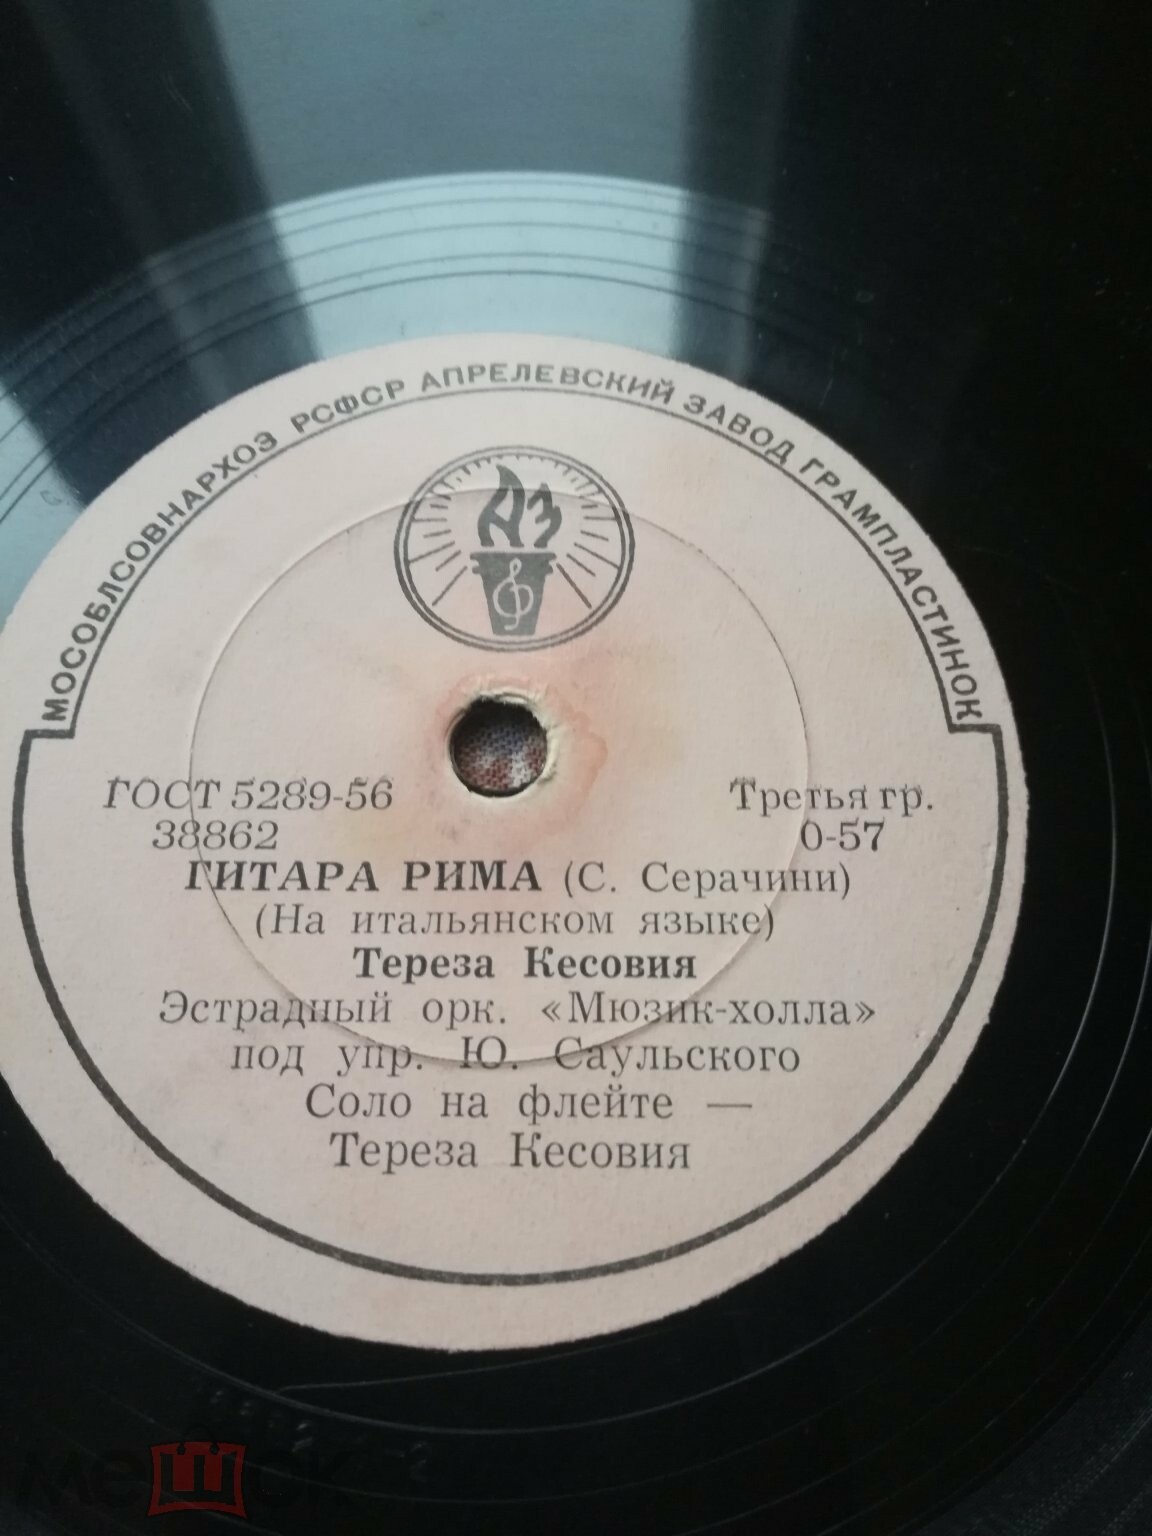 МОСОБЛСОВНАРХОЗ РСФСР АПРЕЛЕВСКИЙ ЗАВОД ГРАМПЛАСТИНОК
АЗ
ГОСТ 5289-56 Третья гр.
38862 0-57
ГИТАРА РИМА (С. Серачини)
(На итальянском языке)
Тереза Кесовия
Эстрадный орк. «Мюзик-холла»
под упр. Ю. Саульского
Соло на флейте —
Тереза Кесовия
мешок